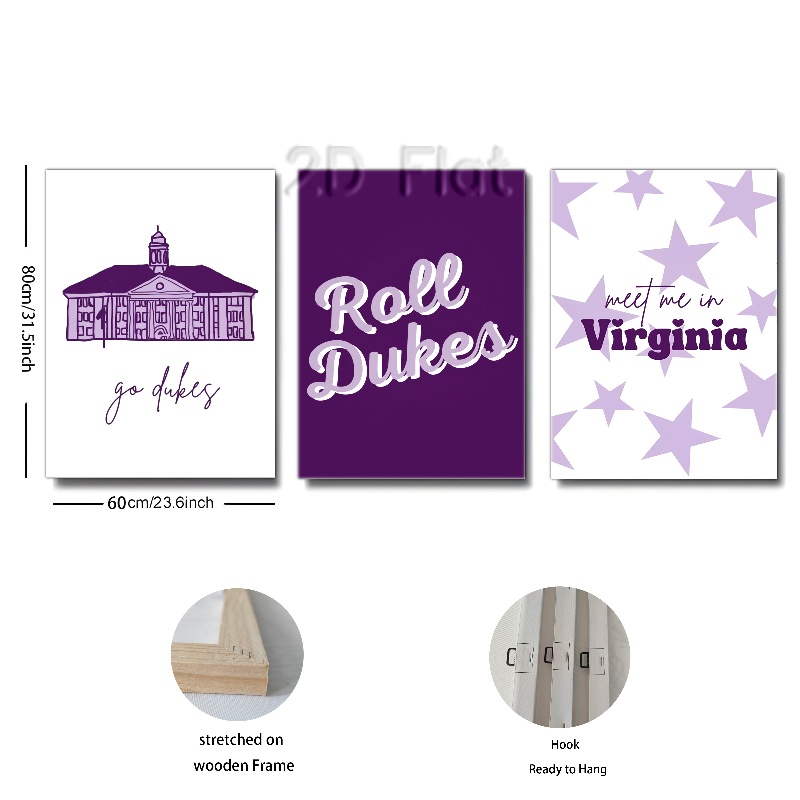 2D Flat
80cm/31.5inch
go dukes
Roll
Dukes
meet me in
Virginia
60cm/23.6inch
stretched on
wooden Frame
Hook
Ready to Hang